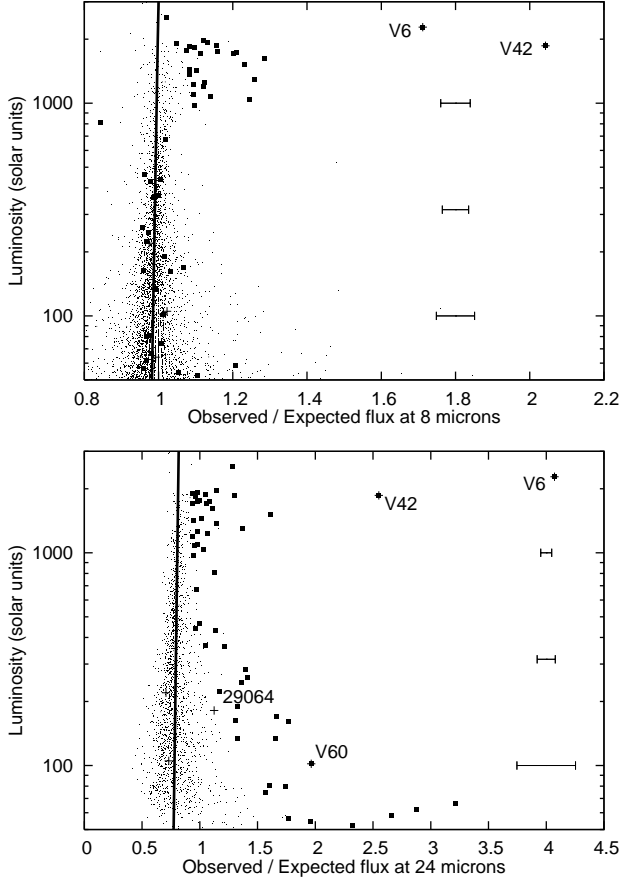 V6
V42
1000
100
Luminosity (solar units)
0.8 1 1.2 1.4 1.6 1.8 2 2.2
Observed / Expected flux at 8 microns
V6
V42
1000
29064
V60
100
Luminosity (solar units)
0 0.5 1 1.5 2 2.5 3 3.5 4 4.5
Observed / Expected flux at 24 microns